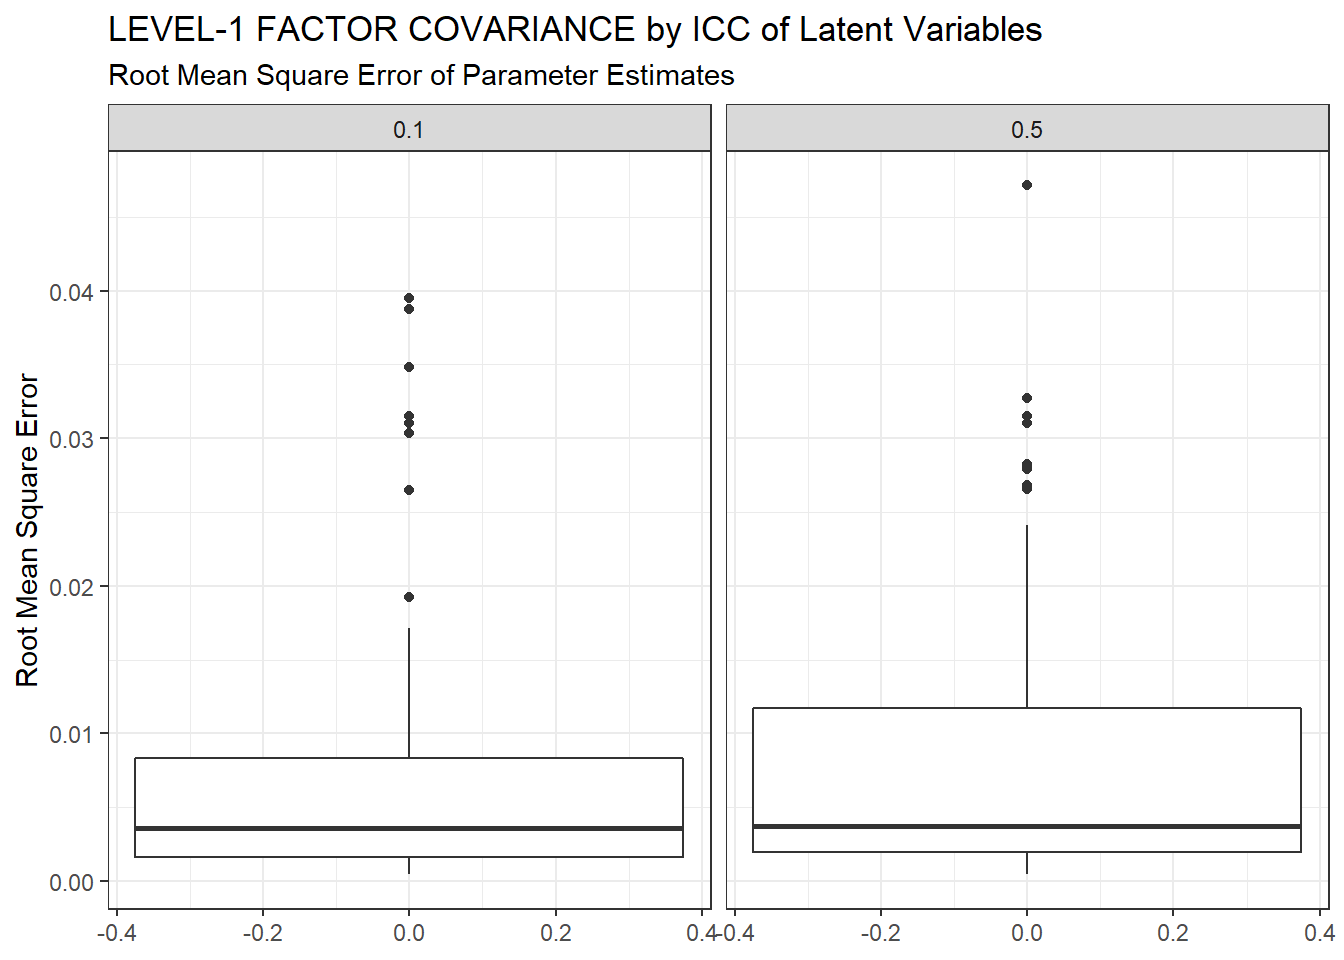 LEVEL-1 FACTOR COVARIANCE by ICC of Latent Variables
Root Mean Square Error of Parameter Estimates
0.1 0.5
Root Mean Square Error
0.04
0.03
0.02
0.01
0.00
-0.4 -0.2 0.0 0.2 0.4 -0.4 -0.2 0.0 0.2 0.4